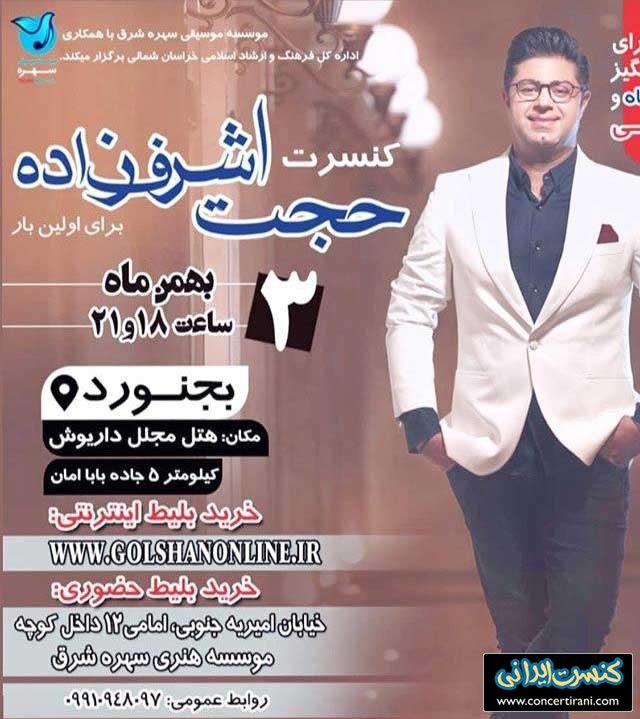 موسسه موسیقی سهره شرق با همکاری
اداره کل فرهنگ و ارشاد اسلامی خراسان شمالی برگزار میکند.
سهره
کنسرت
حجت اشرف زاده
برای اولین بار
۳ بهمن ماه
ساعت ۱۸ و ۲۱
بجنورد
مکان: هتل مجلل داریوش
کیلومتر ۵ جاده بابا امان
خرید بلیط اینترنتی:
WWW.GOLSHANONLINE.IR
خرید بلیط حضوری:
خیابان امیریه جنوبی، امامی ۱۲ داخل کوچه
موسسه هنری سهره شرق
روابط عمومی: ۰۹۹۱۰۹۴۸۰۹۷
کنسرت ایرانی
www.concertirani.com